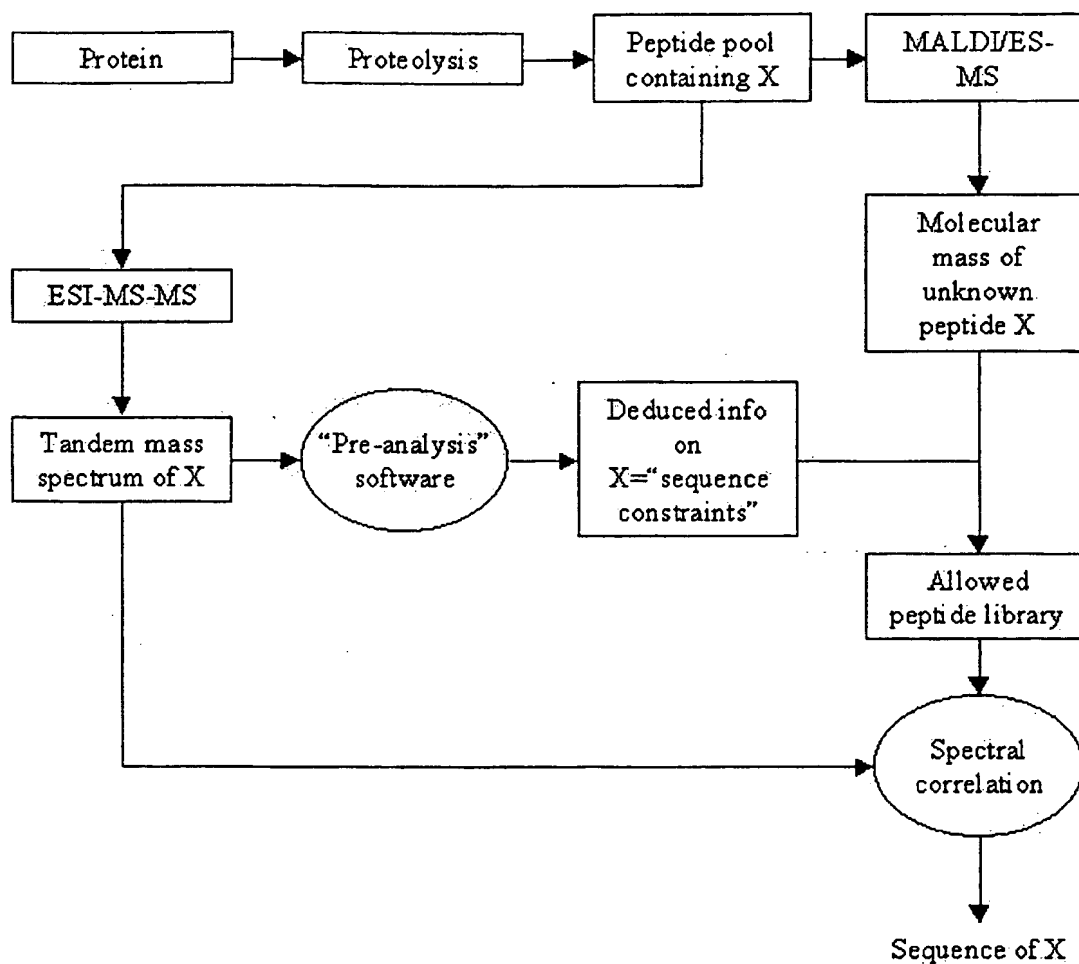 Protein
Proteolysis
Peptide pool
containing X
MALDI/ES-
MS
Molecular
mass of
unknown
peptide X
ESI-MS-MS
Tandem mass
spectrum of X
“Pre-analysis”
software
Deduced info
on
X=“sequence
constraints”
Allowed
peptide library
Spectral
correlation
Sequence of X